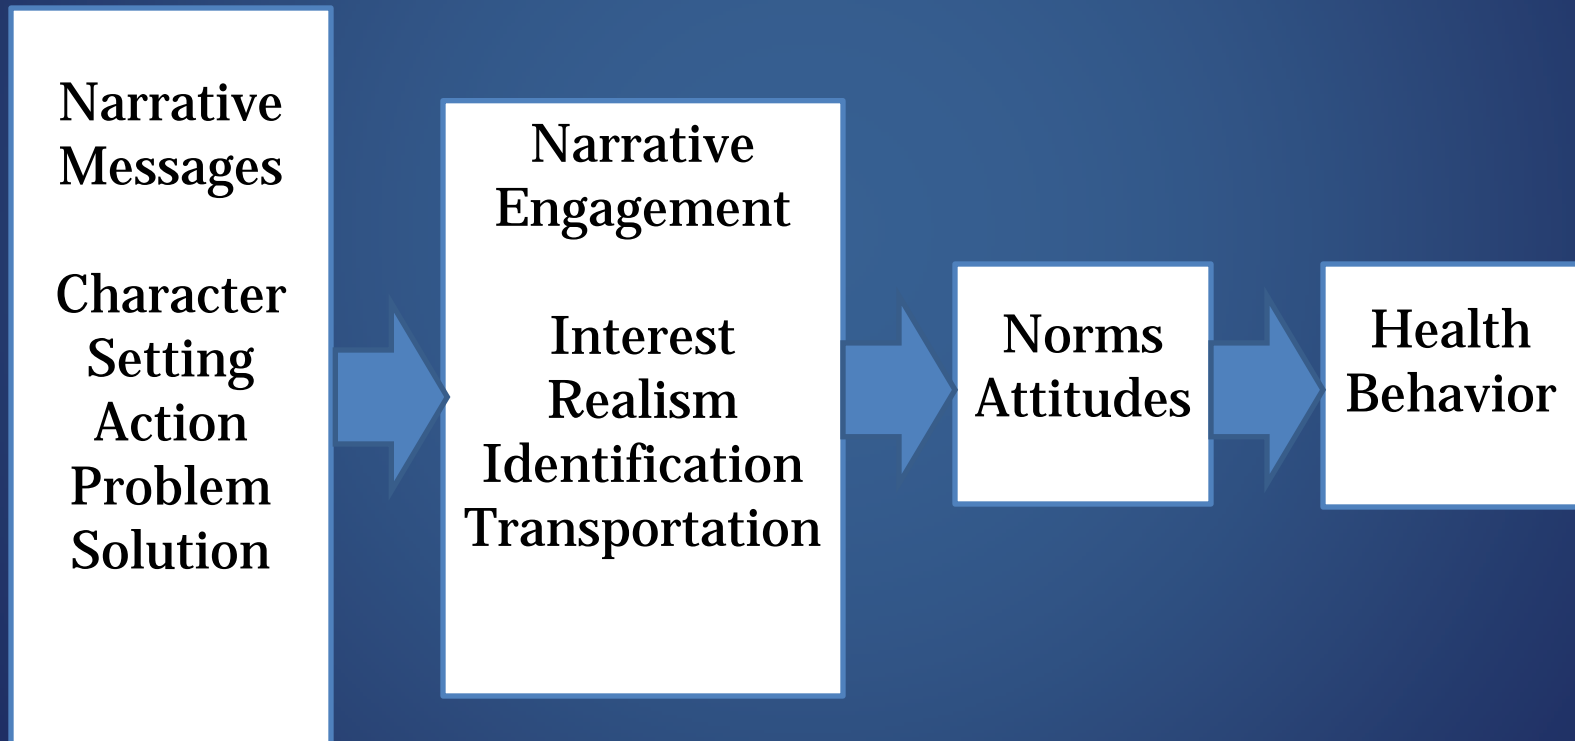 Narrative
Messages
Character
Setting
Action
Problem
Solution
Narrative
Engagement
Interest
Realism
Identification
Transportation
Norms
Attitudes
Health
Behavior